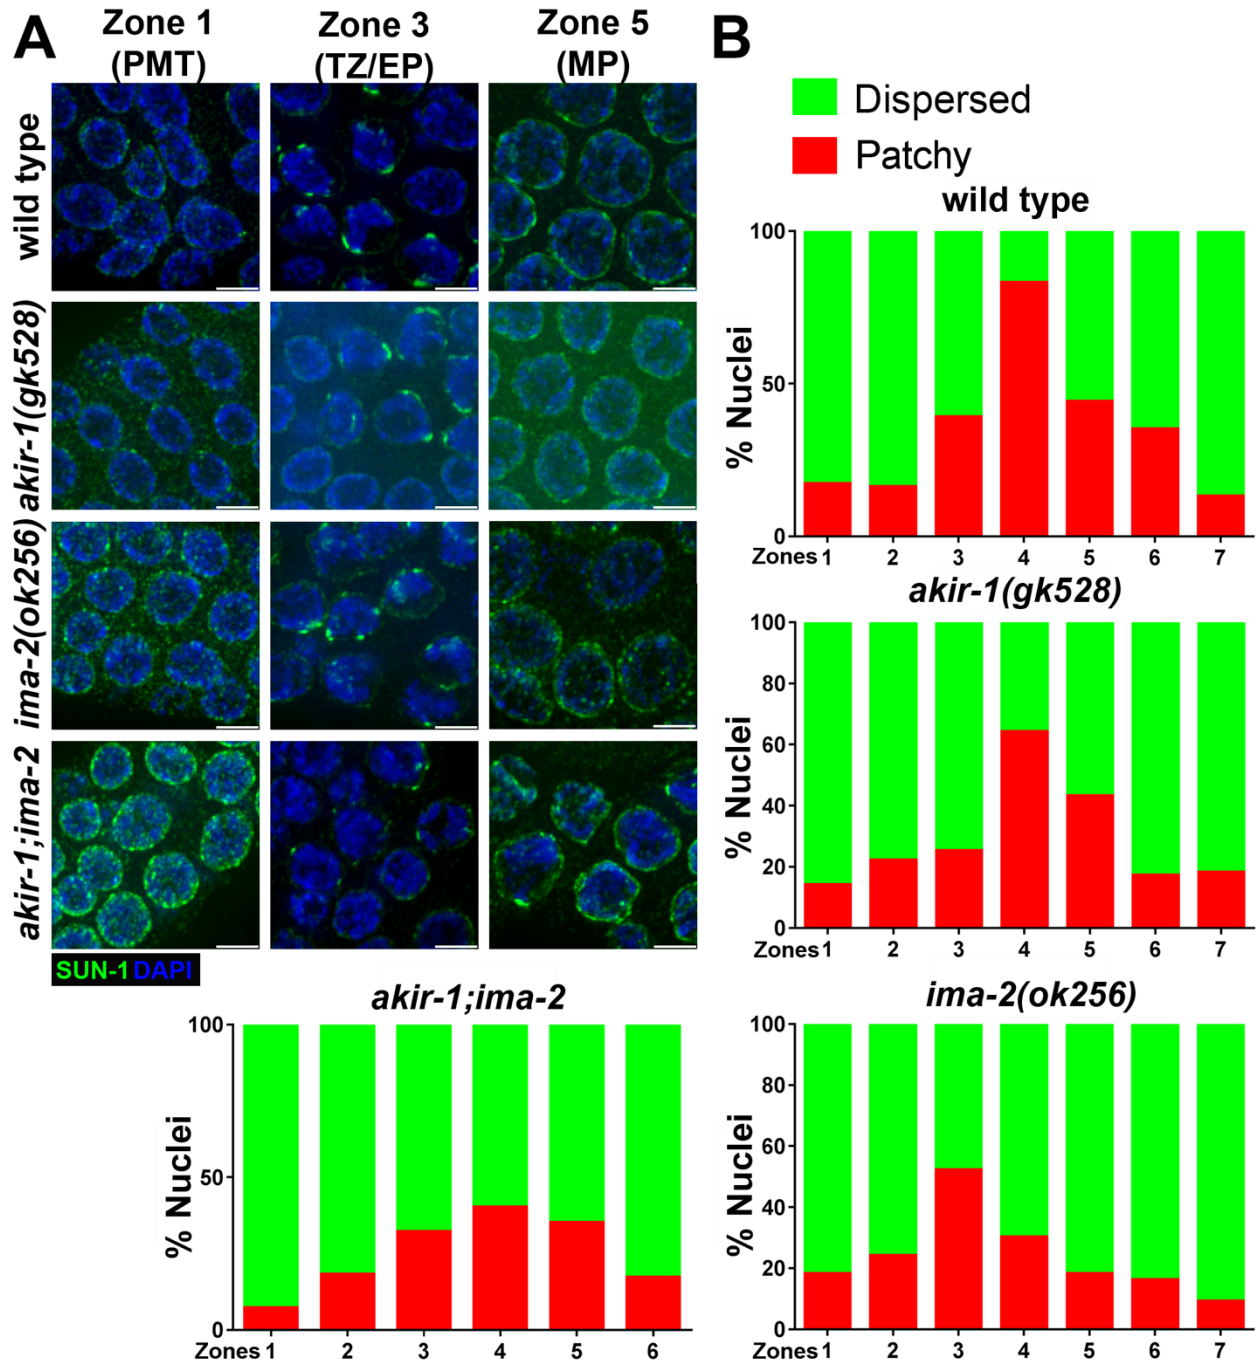 A
Zone 1
(PMT)
Zone 3
(TZ/EP)
Zone 5
(MP)
wild type
akir-1(gk528)
ima-2(ok256)
akir-1;ima-2
SUN-1 DAPI
B
Dispersed
Patchy
wild type
100
50
0
% Nuclei
Zones 1 2 3 4 5 6 7
akir-1(gk528)
100
80
60
40
20
0
% Nuclei
Zones 1 2 3 4 5 6 7
akir-1;ima-2
100
50
0
% Nuclei
Zones 1 2 3 4 5 6
ima-2(ok256)
100
80
60
40
20
0
% Nuclei
Zones 1 2 3 4 5 6 7